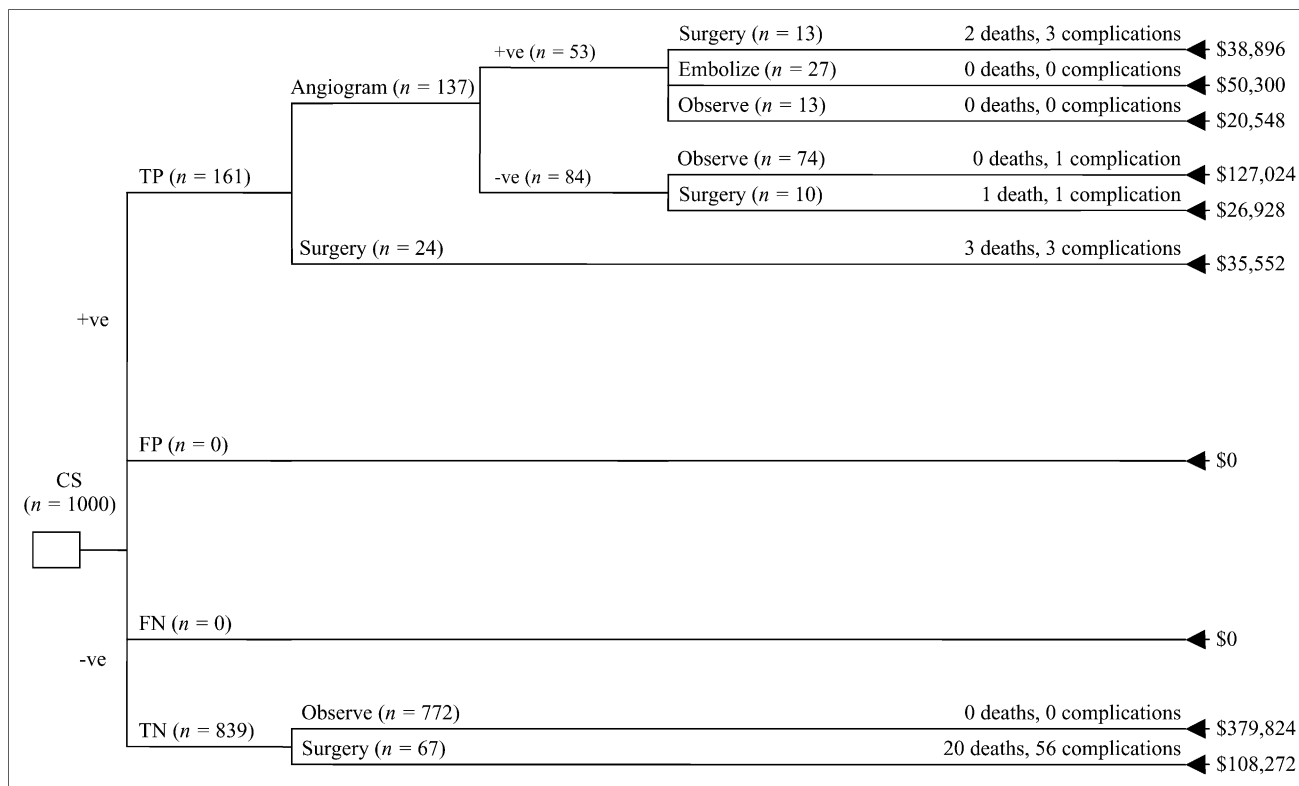 Surgery (n = 13) 2 deaths, 3 complications $38,896
+ve (n = 53)
Embolize (n = 27) 0 deaths, 0 complications $50,300
Angiogram (n = 137)
Observe (n = 13) 0 deaths, 0 complications $20,548
Observe (n = 74) 0 deaths, 1 complication $127,024
TP (n = 161)
-ve (n = 84)
Surgery (n = 10) 1 death, 1 complication $26,928
Surgery (n = 24) 3 deaths, 3 complications $35,552
+ve
FP (n = 0) $0
CS
(n = 1000)
FN (n = 0) $0
-ve
Observe (n = 772) 0 deaths, 0 complications $379,824
TN (n = 839)
Surgery (n = 67) 20 deaths, 56 complications $108,272